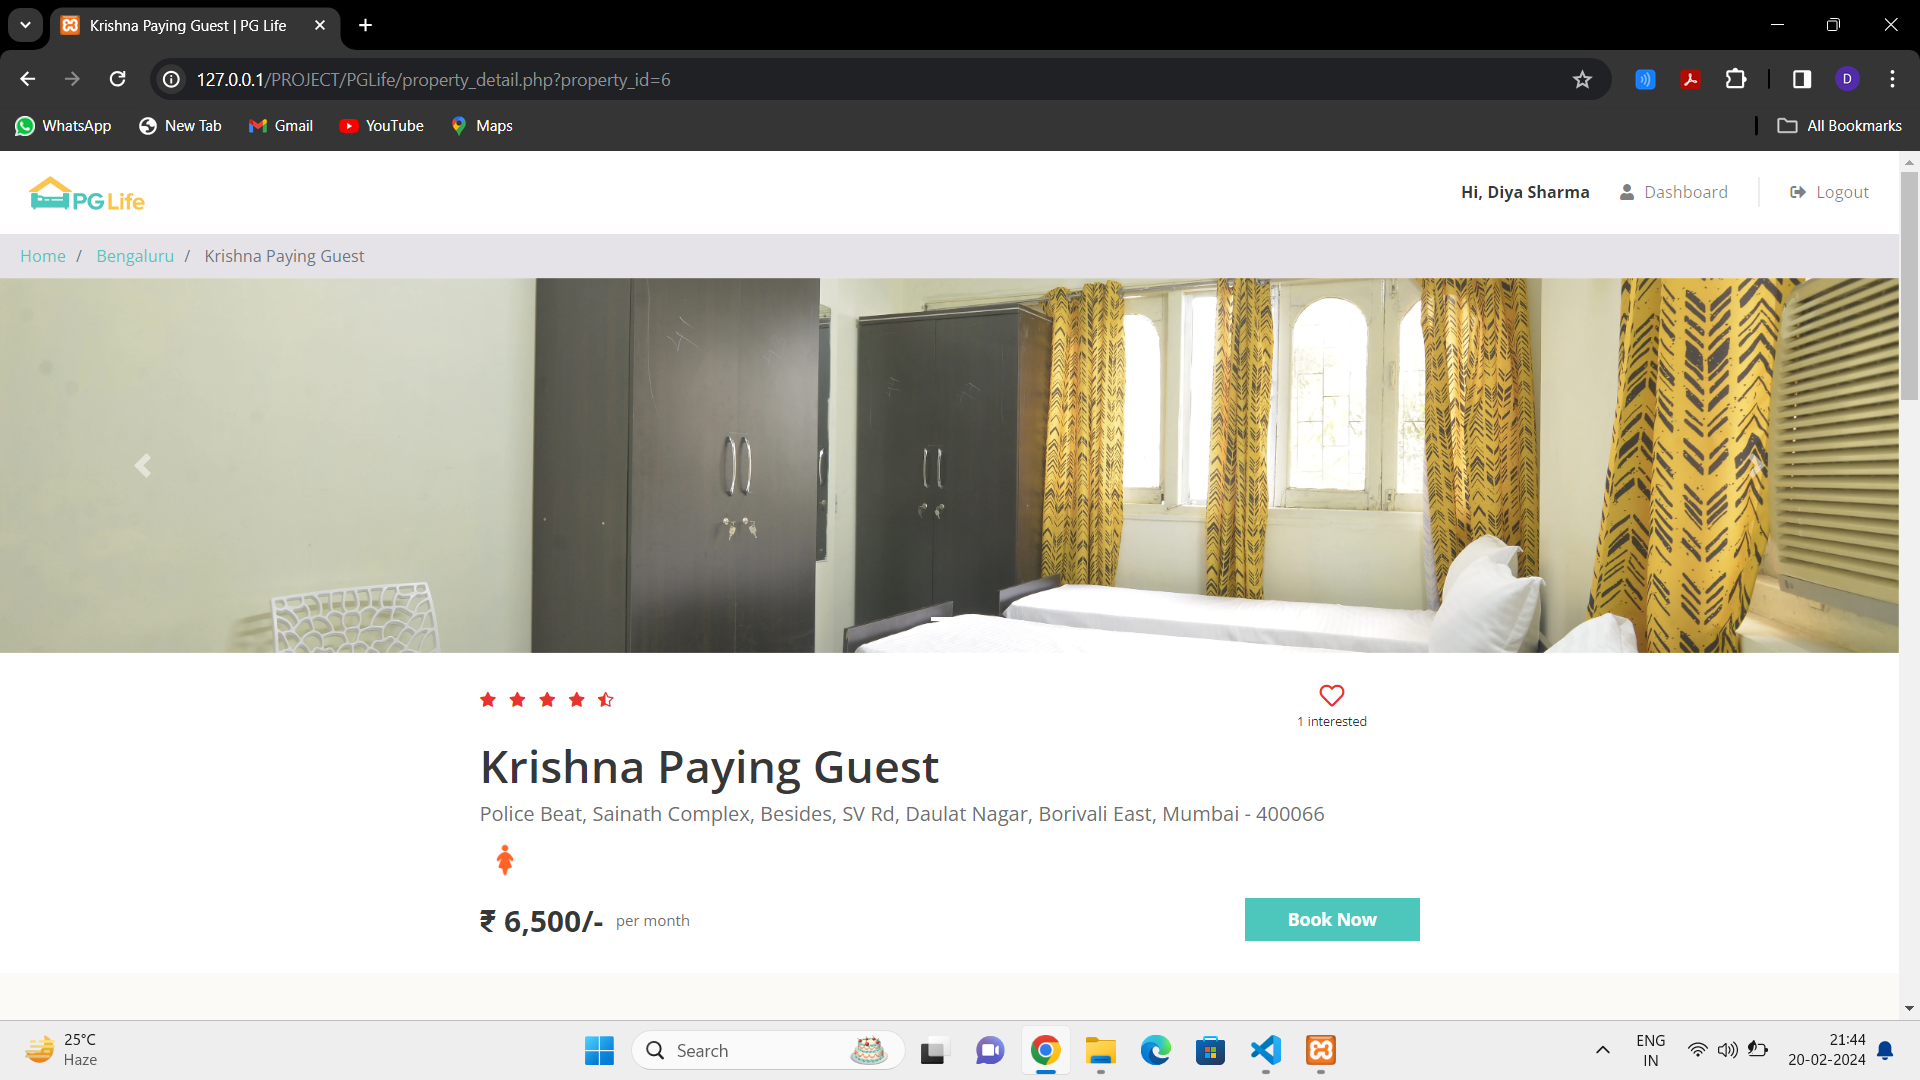 Krishna Paying Guest | PG Life
127.0.0.1/PROJECT/PGLife/property_detail.php?property_id=6
D
WhatsApp New Tab Gmail YouTube Maps All Bookmarks
PG Life
Hi, Diya Sharma Dashboard Logout
Home / Bengaluru / Krishna Paying Guest
1 interested
Krishna Paying Guest
Police Beat, Sainath Complex, Besides, SV Rd, Daulat Nagar, Borivali East, Mumbai - 400066
₹ 6,500/- per month
Book Now
25°C
Haze
Search
ENG
IN
21:44
20-02-2024